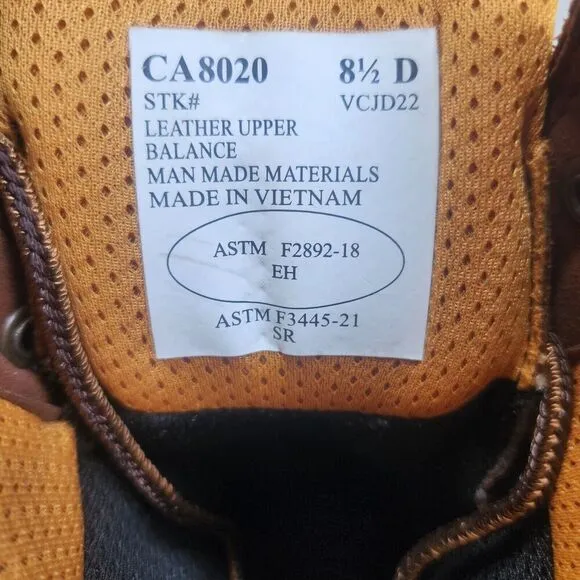 CA8020 8½ D
STK# VCJD22
LEATHER UPPER
BALANCE
MAN MADE MATERIALS
MADE IN VIETNAM
ASTM F2892-18
EH
ASTM F3445-21
SR